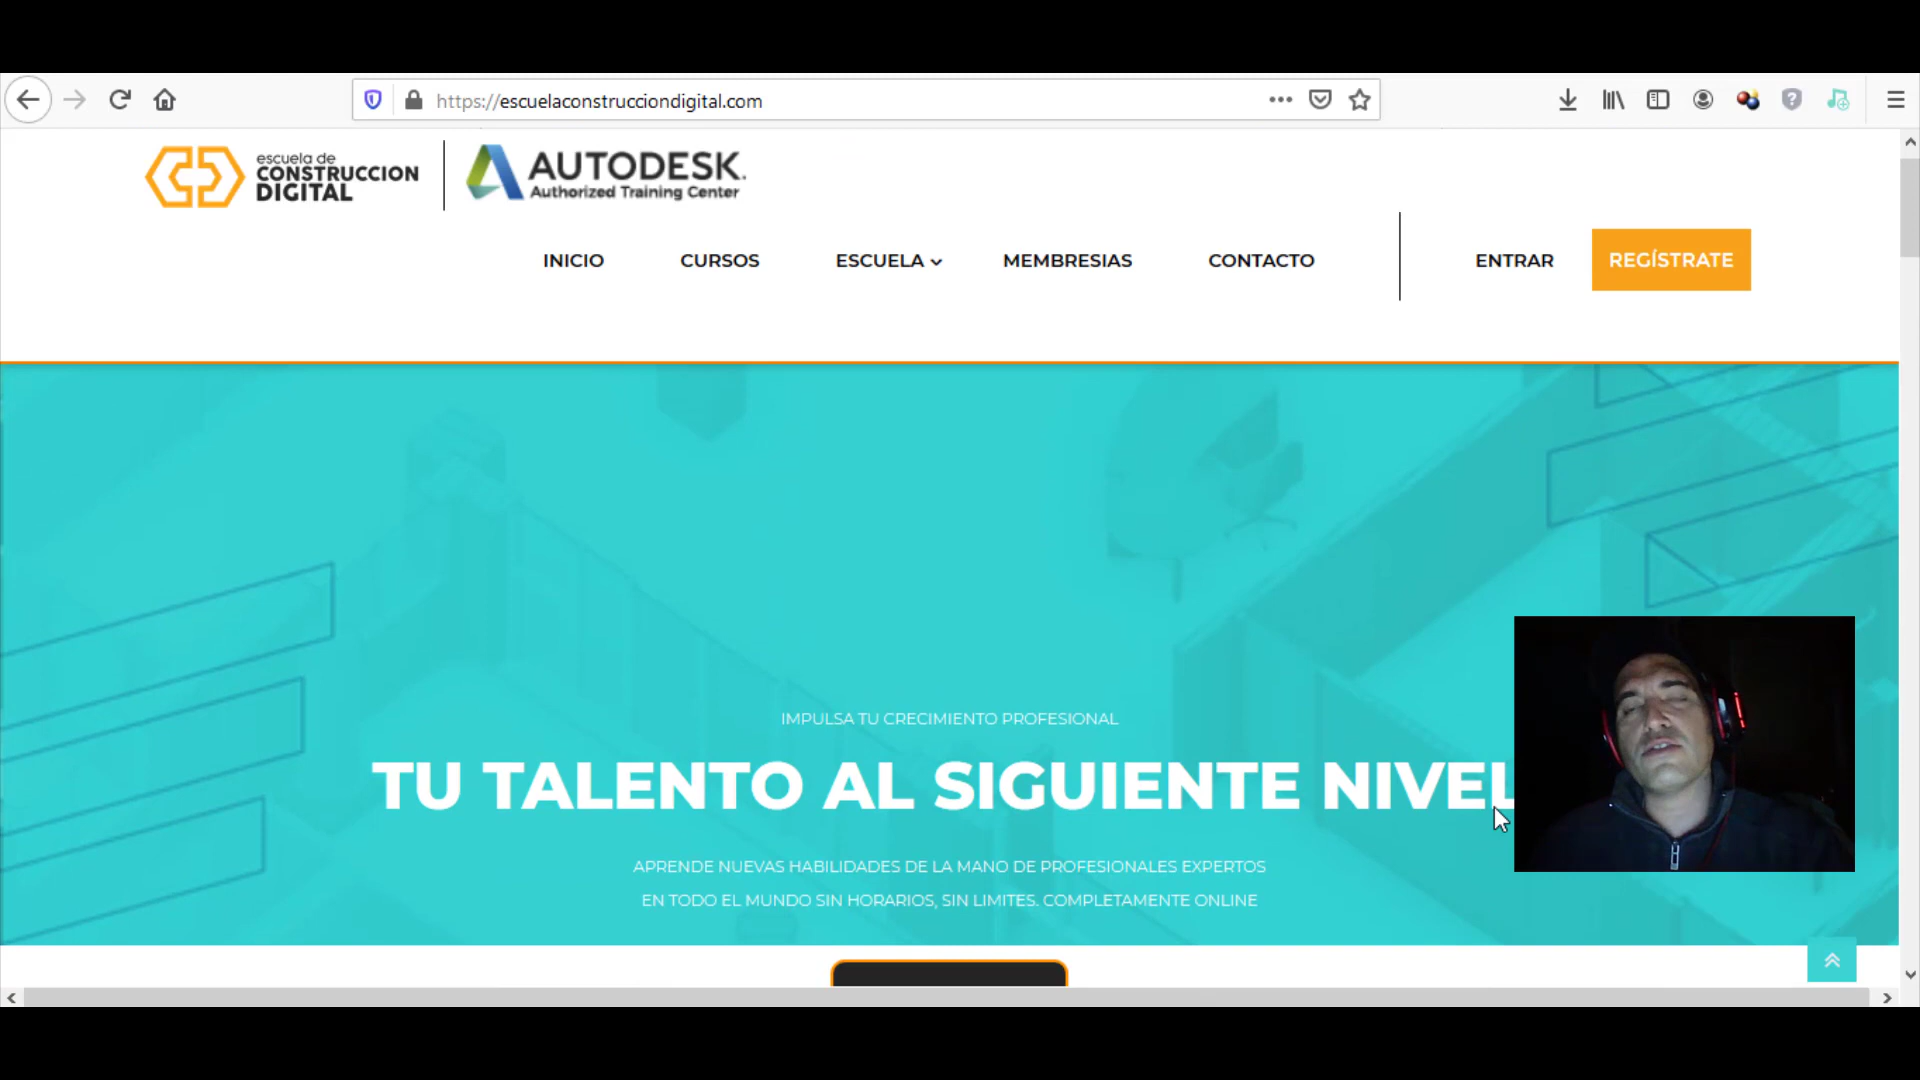 https://escuelaconstrucciondigital.com
escuela de
CONSTRUCCION
DIGITAL
AUTODESK.
Authorized Training Center
INICIO
CURSOS
ESCUELA
MEMBRESIAS
CONTACTO
ENTRAR
REGÍSTRATE
IMPULSA TU CRECIMIENTO PROFESIONAL
TU TALENTO AL SIGUIENTE NIVEL
APRENDE NUEVAS HABILIDADES DE LA MANO DE PROFESIONALES EXPERTOS
EN TODO EL MUNDO SIN HORARIOS, SIN LIMITES. COMPLETAMENTE ONLINE